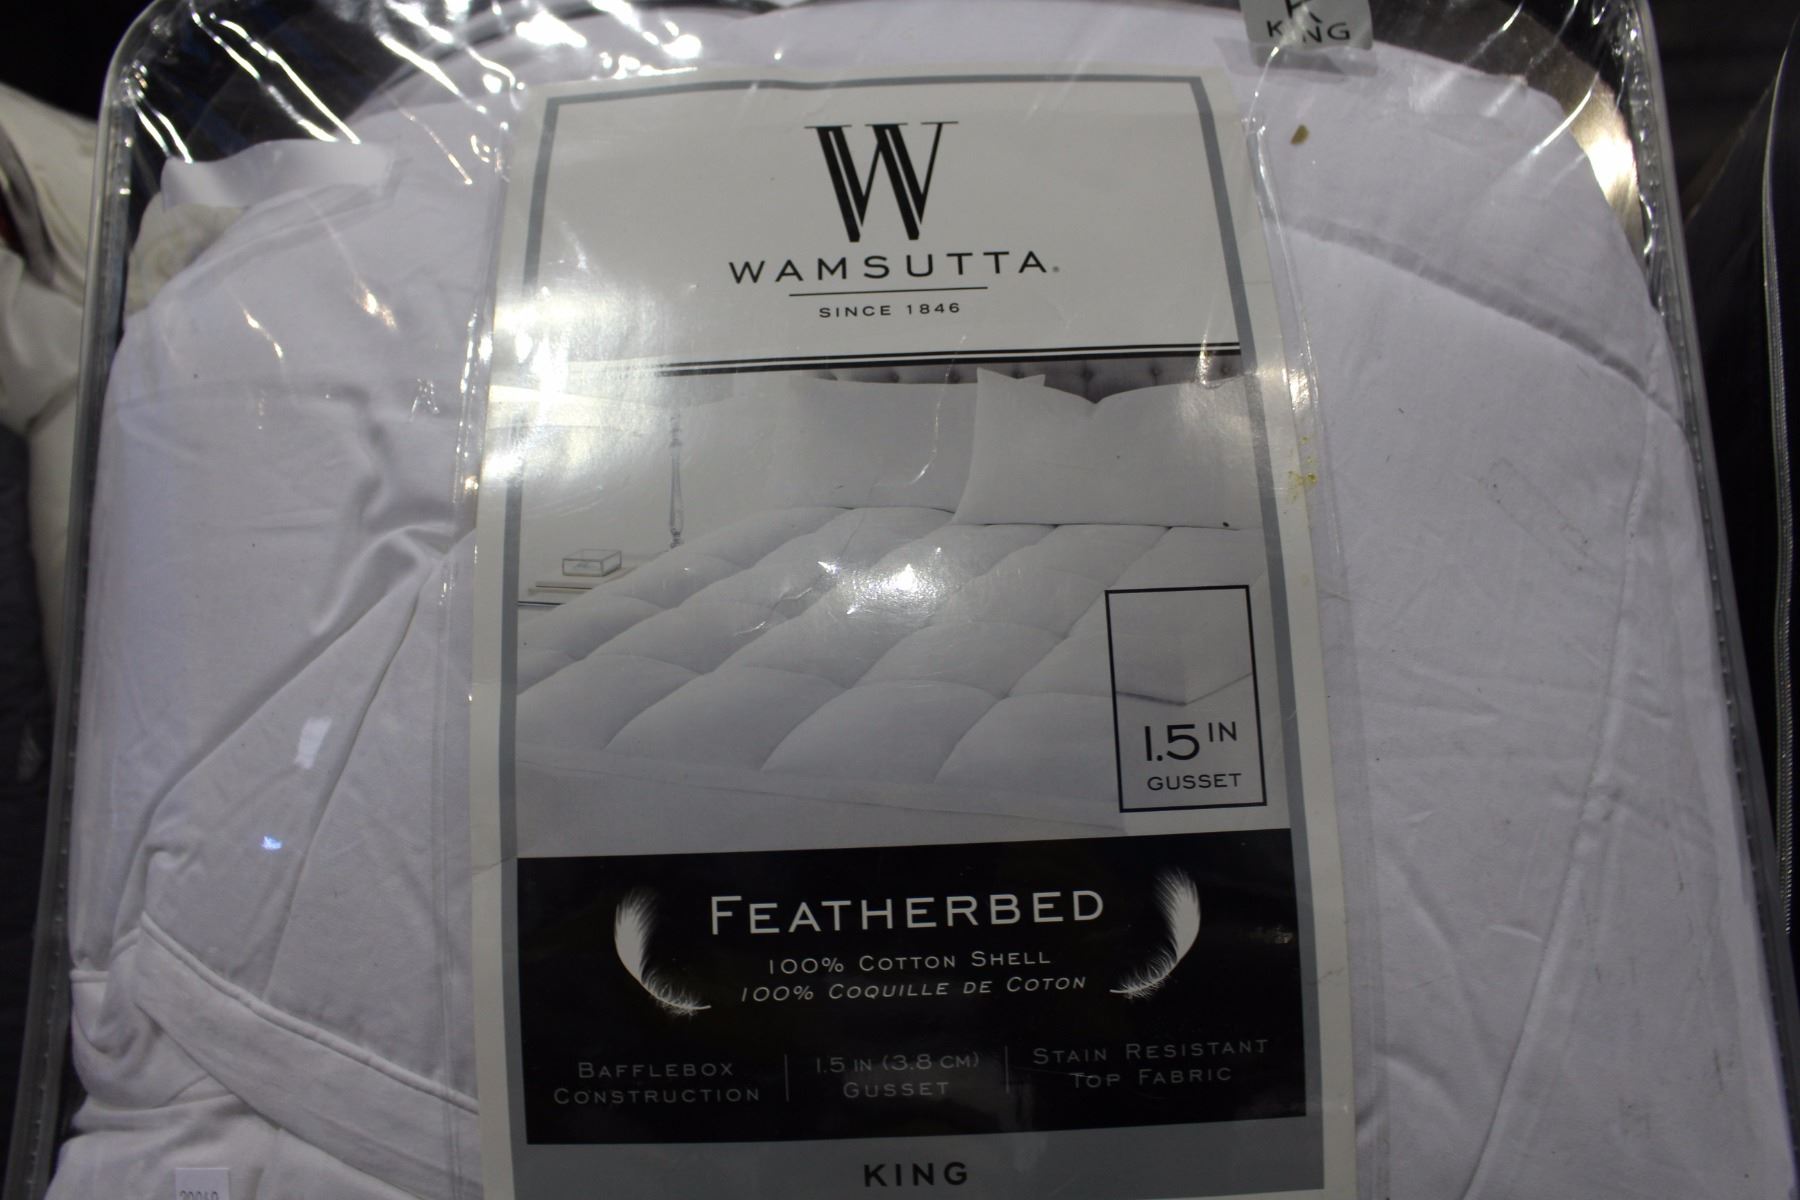 K
KING
W
WAMSUTTA®
SINCE 1846
1.5 IN
GUSSET
FEATHERBED
100% COTTON SHELL
100% COQUILLE DE COTON
BAFFLEBOX
CONSTRUCTION
1.5 IN (3.8 CM)
GUSSET
STAIN RESISTANT
TOP FABRIC
KING